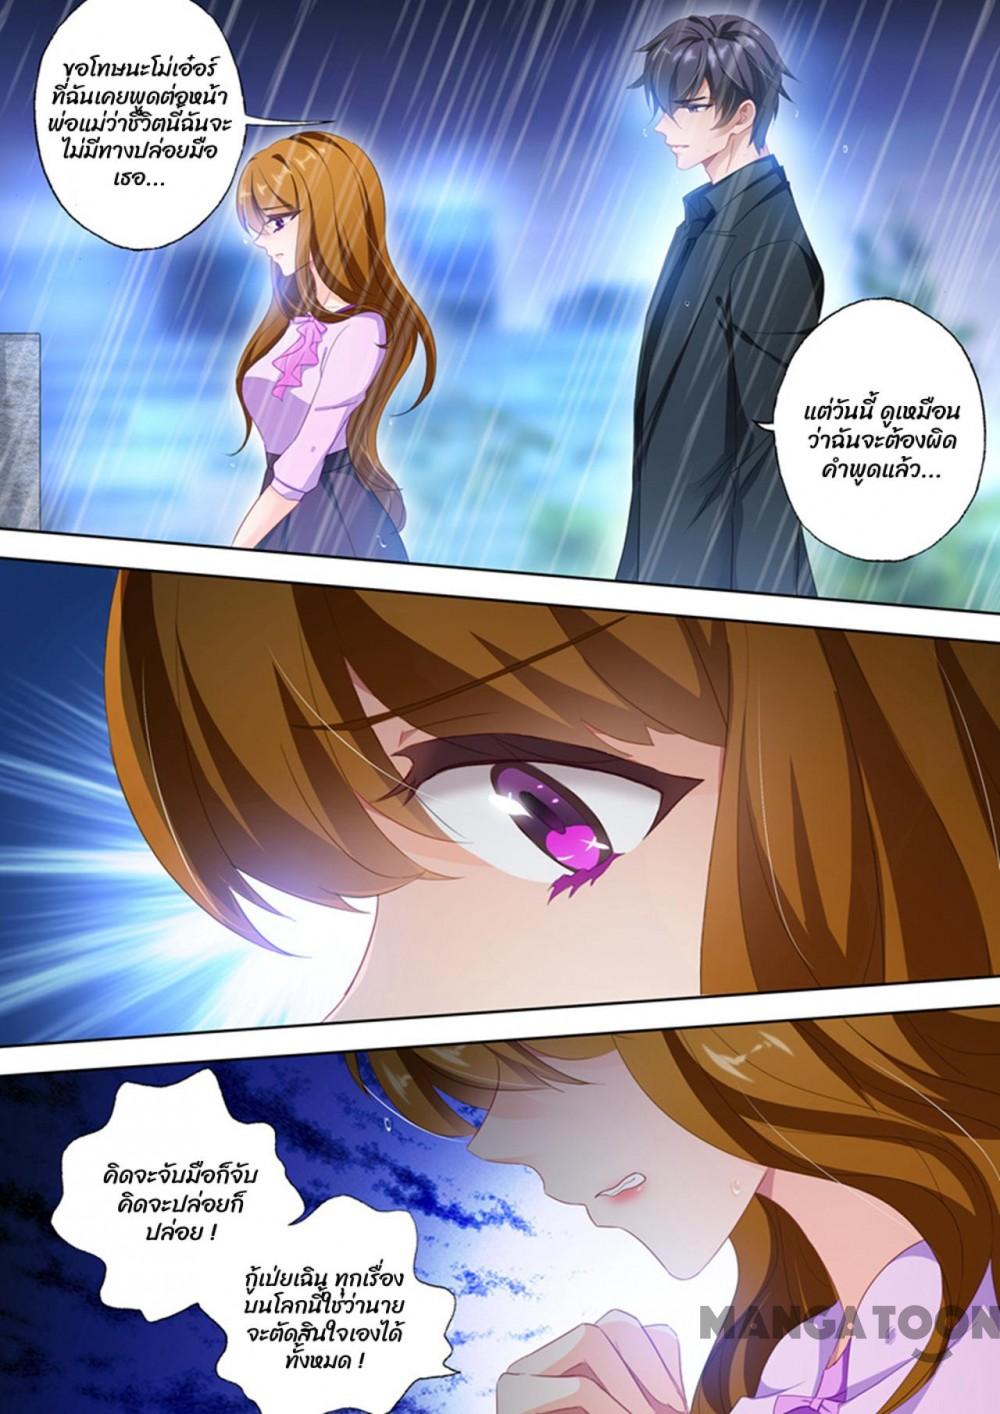 ขอโทษนะโม่เอ๋อร์
ที่ฉันเคยพูดต่อหน้า
พ่อแม่ว่าชีวิตนี้ฉันจะ
ไม่มีทางปล่อยมือ
เธอ...
แต่วันนี้ ดูเหมือน
ว่าฉันจะต้องผิด
คำพูดแล้ว...
คิดจะจับมือก็จับ
คิดจะปล่อยก็
ปล่อย !
กู้เป่ยเฉิน ทุกเรื่อง
บนโลกนี้ใช่ว่านาย
จะตัดสินใจเองได้
ทั้งหมด !
MANGATOON